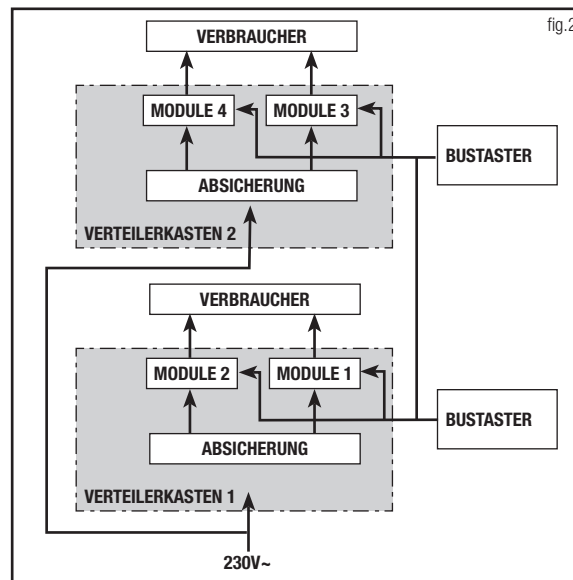 fig.2
VERBRAUCHER
MODULE 4
MODULE 3
BUSTASTER
ABSICHERUNG
VERTEILERKASTEN 2
VERBRAUCHER
MODULE 2
MODULE 1
BUSTASTER
ABSICHERUNG
VERTEILERKASTEN 1
230V~